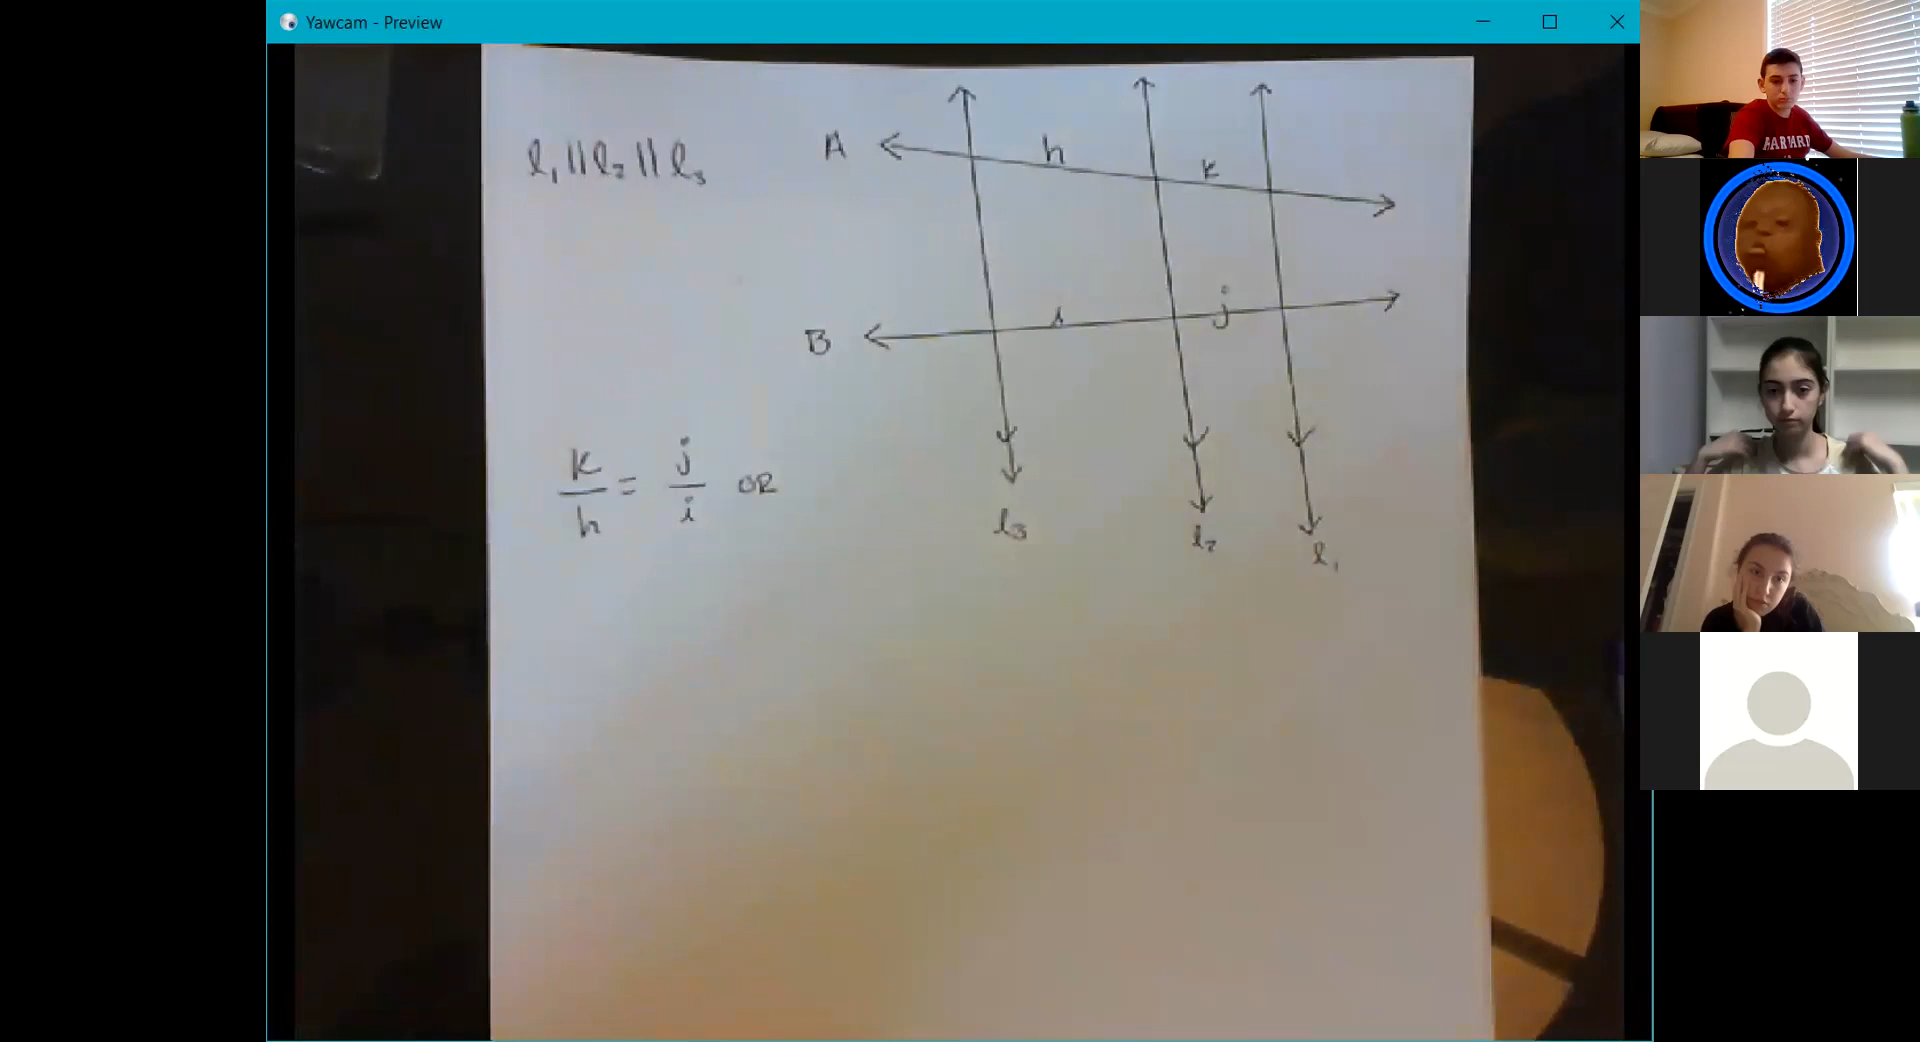 Yawcam - Preview
l₁ || l₂ || l₃
A
h
k
B
i
j
k/h = j/i OR
l₃
l₂
l₁
HARVARD